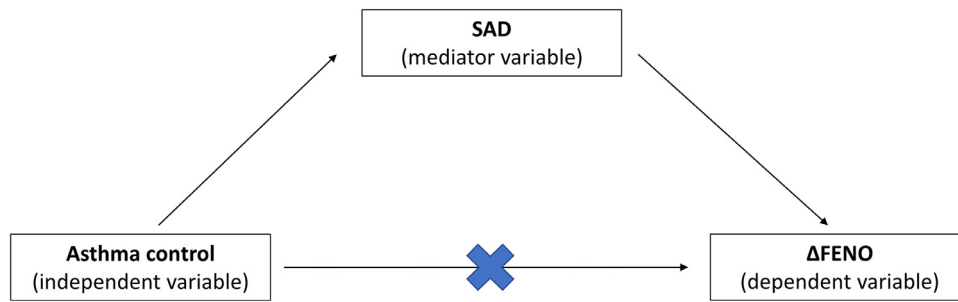 SAD
(mediator variable)
Asthma control
(independent variable)
ΔFENO
(dependent variable)